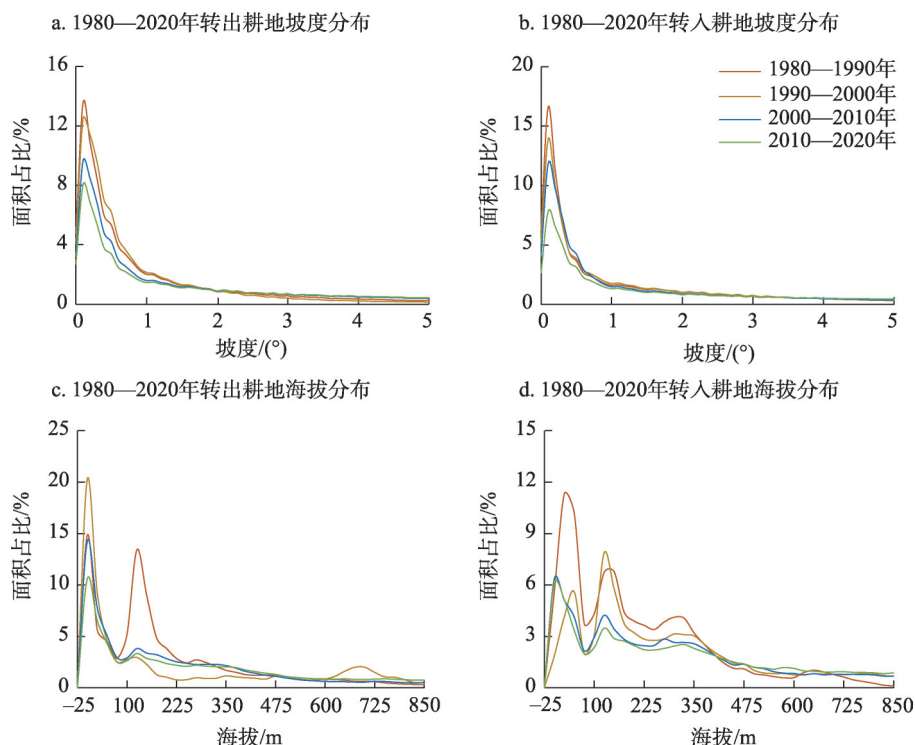 a. 1980—2020年转出耕地坡度分布
16
12
8
4
0
面积占比/%
0 1 2 3 4 5
坡度/(°)
b. 1980—2020年转入耕地坡度分布
20
15
10
5
0
面积占比/%
1980—1990年
1990—2000年
2000—2010年
2010—2020年
0 1 2 3 4 5
坡度/(°)
c. 1980—2020年转出耕地海拔分布
25
20
15
10
5
0
面积占比/%
−25 100 225 350 475 600 725 850
海拔/m
d. 1980—2020年转入耕地海拔分布
15
12
9
6
3
0
面积占比/%
−25 100 225 350 475 600 725 850
海拔/m